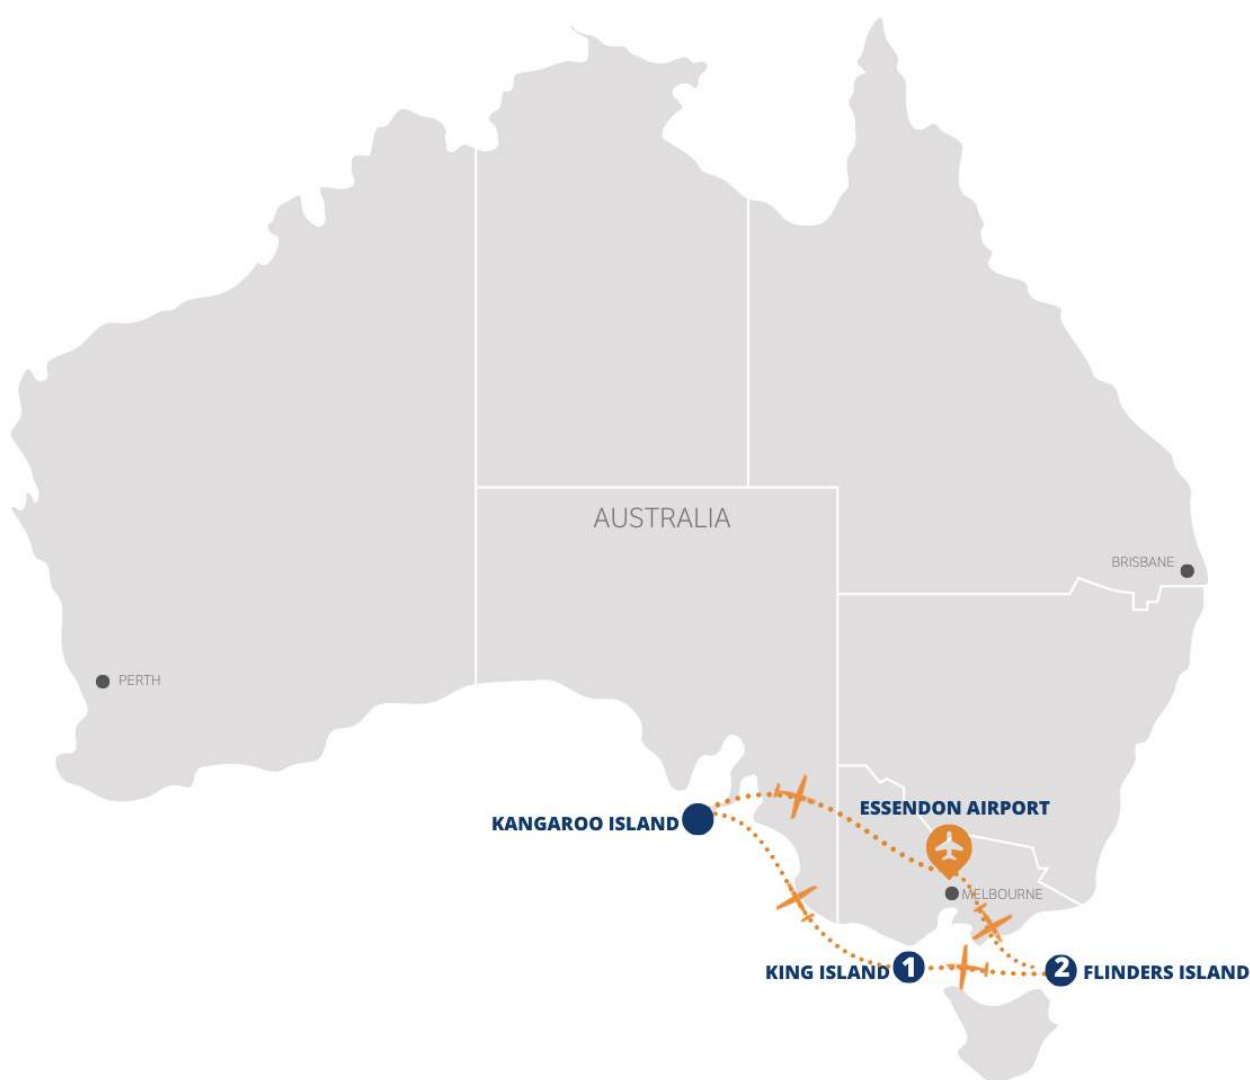 AUSTRALIA
BRISBANE
PERTH
ESSENDON AIRPORT
KANGAROO ISLAND
MELBOURNE
KING ISLAND 1
2 FLINDERS ISLAND